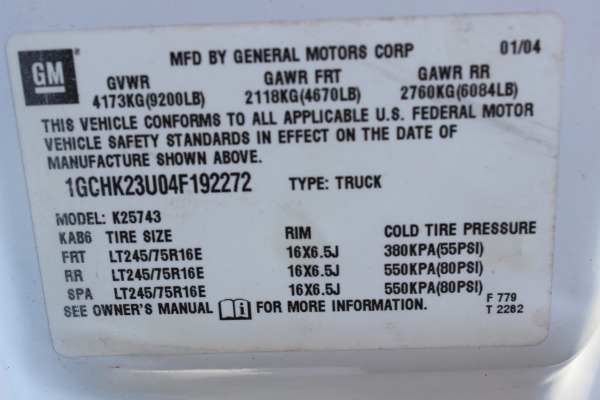 GM
MFD BY GENERAL MOTORS CORP 01/04
GVWR GAWR FRT GAWR RR
4173KG(9200LB) 2118KG(4670LB) 2760KG(6084LB)
THIS VEHICLE CONFORMS TO ALL APPLICABLE U.S. FEDERAL MOTOR
VEHICLE SAFETY STANDARDS IN EFFECT ON THE DATE OF
MANUFACTURE SHOWN ABOVE.
1GCHK23U04F192272 TYPE: TRUCK
MODEL: K25743
KAB6 TIRE SIZE RIM COLD TIRE PRESSURE
FRT LT245/75R16E 16X6.5J 380KPA(55PSI)
RR LT245/75R16E 16X6.5J 550KPA(80PSI)
SPA LT245/75R16E 16X6.5J 550KPA(80PSI)
SEE OWNER'S MANUAL i FOR MORE INFORMATION.
F 779
T 2282